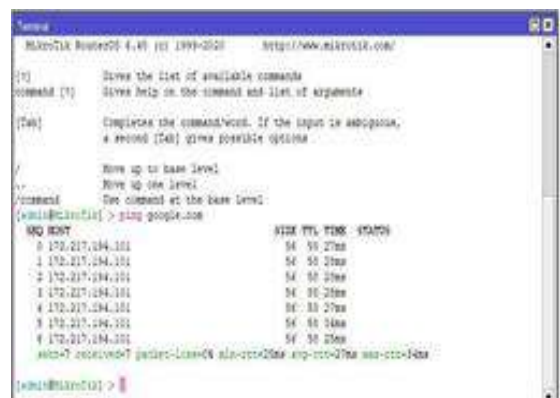 Terminal
MikroTik RouterOS 6.45 (c) 1999-2020 http://www.mikrotik.com/
[?] Gives the list of available commands
command [?] Gives help on the command and list of arguments
[Tab] Completes the command/word. If the input is ambiguous,
a second [Tab] gives possible options
/ Move up to base level
.. Move up one level
/command Use command at the base level
[admin@MikroTik] > ping google.com
SEQ HOST SIZE TTL TIME STATUS
0 172.217.194.101 56 50 27ms
1 172.217.194.101 56 50
2 172.217.194.101 56 50
3 172.217.194.101 56 50
4 172.217.194.101 56 50 27ms
5 172.217.194.101 56 50 34ms
6 172.217.194.101 56 50 25ms
sent=7 received=7 packet-loss=0% min-rtt=25ms avg-rtt=27ms max-rtt=34ms
[admin@MikroTik] >